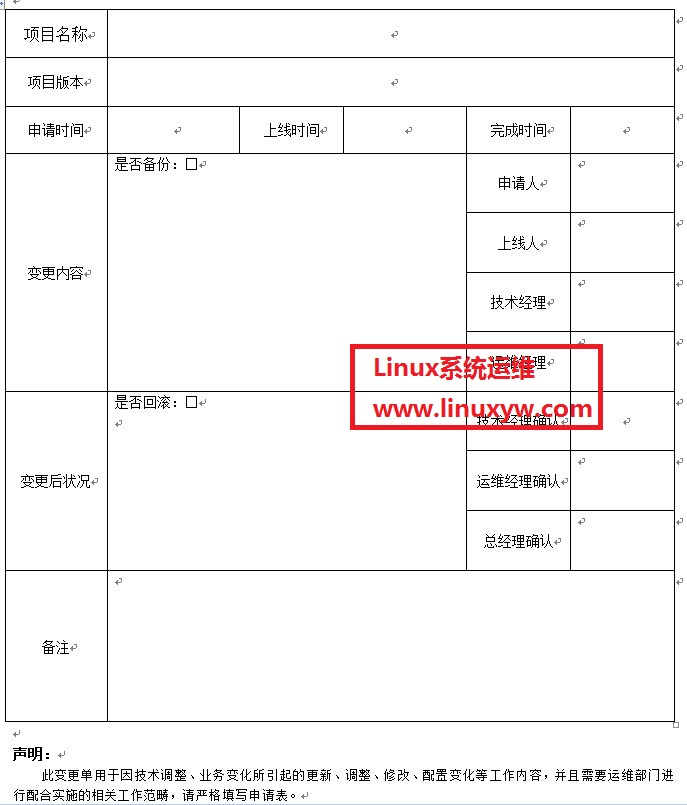 项目名称
项目版本
申请时间 上线时间 完成时间
变更内容 是否备份：□ 申请人
上线人
技术经理
运维经理
Linux系统运维
www.linuxyw.com
变更后状况 是否回滚：□ 技术经理确认
运维经理确认
总经理确认
备注
声明：
此变更单用于因技术调整、业务变化所引起的更新、调整、修改、配置变化等工作内容，并且需要运维部门进
行配合实施的相关工作范畴，请严格填写申请表。